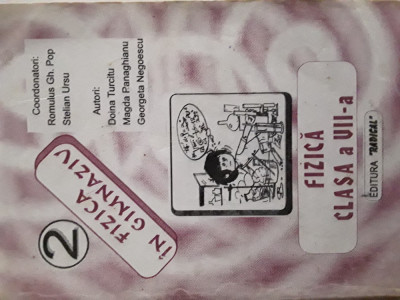 Coordonatori:
Romulus Gh. Pop
Stelian Ursu
Autori:
Doina Turcitu
Magda Panaghianu
Georgeta Negoescu
2
FIZICA
ÎN GIMNAZIU
FIZICĂ
CLASA a VII-a
EDITURA "RADICAL"